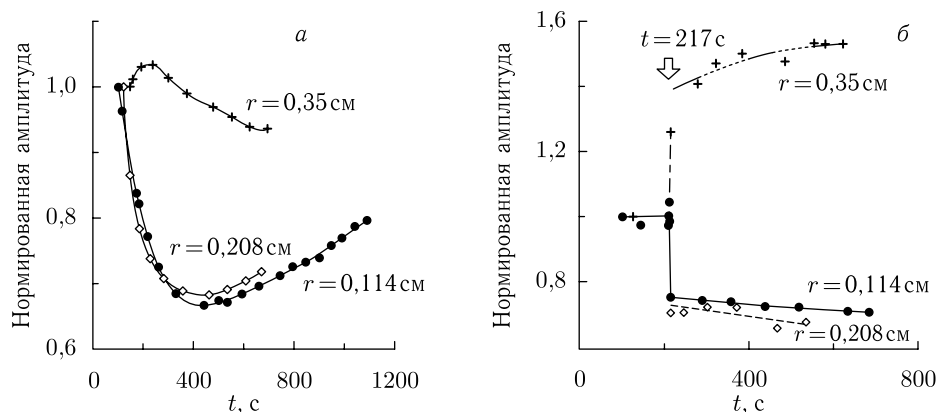 Нормированная амплитуда
1,0
0,8
0,6
0
400
800
1200
t, с
а
r = 0,35 см
r = 0,208 см
r = 0,114 см
Нормированная амплитуда
1,6
1,2
0,8
0
400
800
t, с
б
t = 217 с
r = 0,35 см
r = 0,114 см
r = 0,208 см